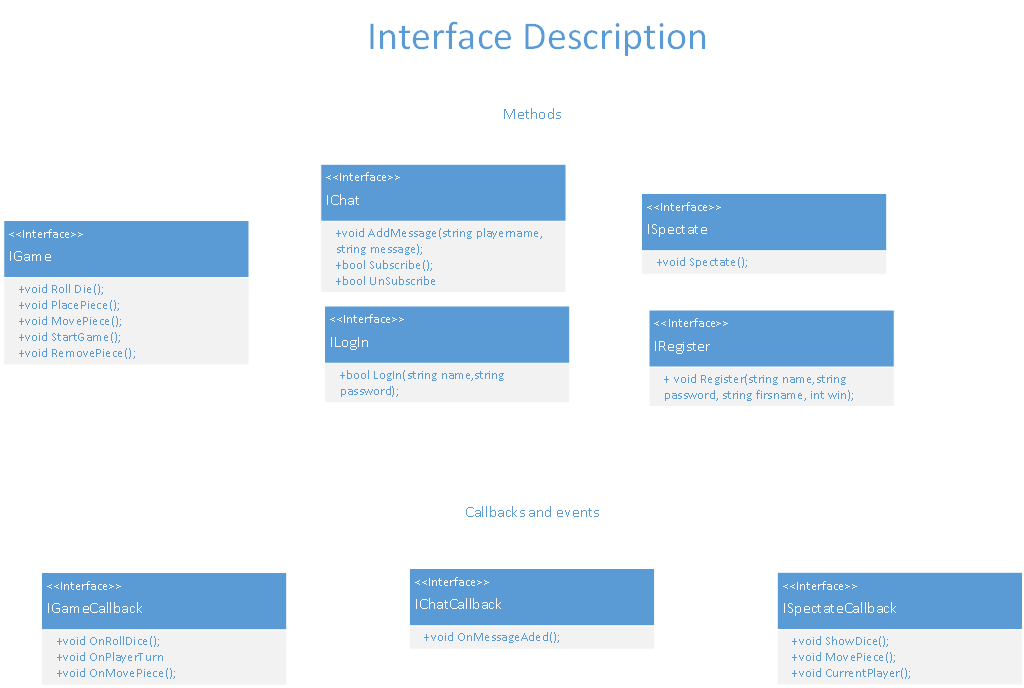 Interface Description
Methods
<<Interface>>
IGame
+void Roll Die();
+void PlacePiece();
+void MovePiece();
+void StartGame();
+void RemovePiece();
<<Interface>>
IChat
+void AddMessage(string playername,
string message);
+bool Subscribe();
+bool UnSubscribe
<<Interface>>
ILogIn
+bool LogIn(string name,string
password);
<<Interface>>
ISpectate
+void Spectate();
<<Interface>>
IRegister
+ void Register(string name,string
password, string firsname, int win);
Callbacks and events
<<Interface>>
IGameCallback
+void OnRollDice();
+void OnPlayerTurn
+void OnMovePiece();
<<Interface>>
IChatCallback
+void OnMessageAded();
<<Interface>>
ISpectateCallback
+void ShowDice();
+void MovePiece();
+void CurrentPlayer();